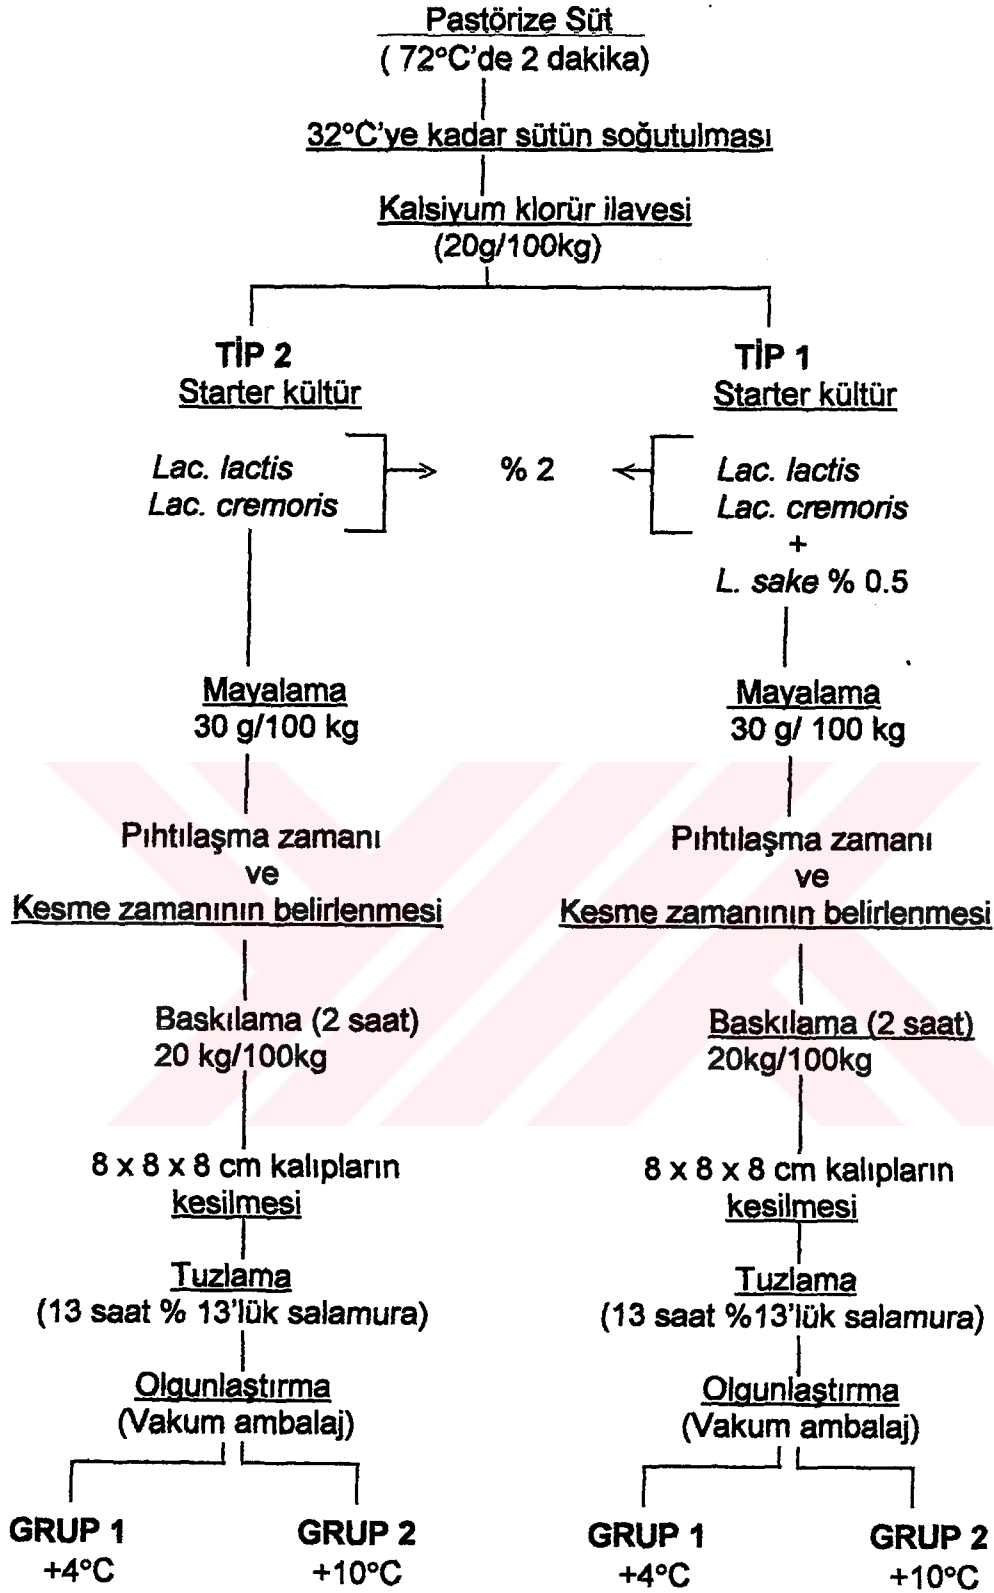 Pastörize Süt
( 72°C'de 2 dakika)
32°C'ye kadar sütün soğutulması
Kalsiyum klorür ilavesi
(20g/100kg)
TİP 2
Starter kültür
Lac. lactis
Lac. cremoris
% 2
TİP 1
Starter kültür
Lac. lactis
Lac. cremoris
+
L. sake % 0.5
Mayalama
30 g/100 kg
Pıhtılaşma zamanı
ve
Kesme zamanının belirlenmesi
Baskılama (2 saat)
20 kg/100kg
8 x 8 x 8 cm kalıpların
kesilmesi
Tuzlama
(13 saat % 13'lük salamura)
Olgunlaştırma
(Vakum ambalaj)
GRUP 1
+4°C
GRUP 2
+10°C
Mayalama
30 g/ 100 kg
Pıhtılaşma zamanı
ve
Kesme zamanının belirlenmesi
Baskılama (2 saat)
20kg/100kg
8 x 8 x 8 cm kalıpların
kesilmesi
Tuzlama
(13 saat %13'lük salamura)
Olgunlaştırma
(Vakum ambalaj)
GRUP 1
+4°C
GRUP 2
+10°C